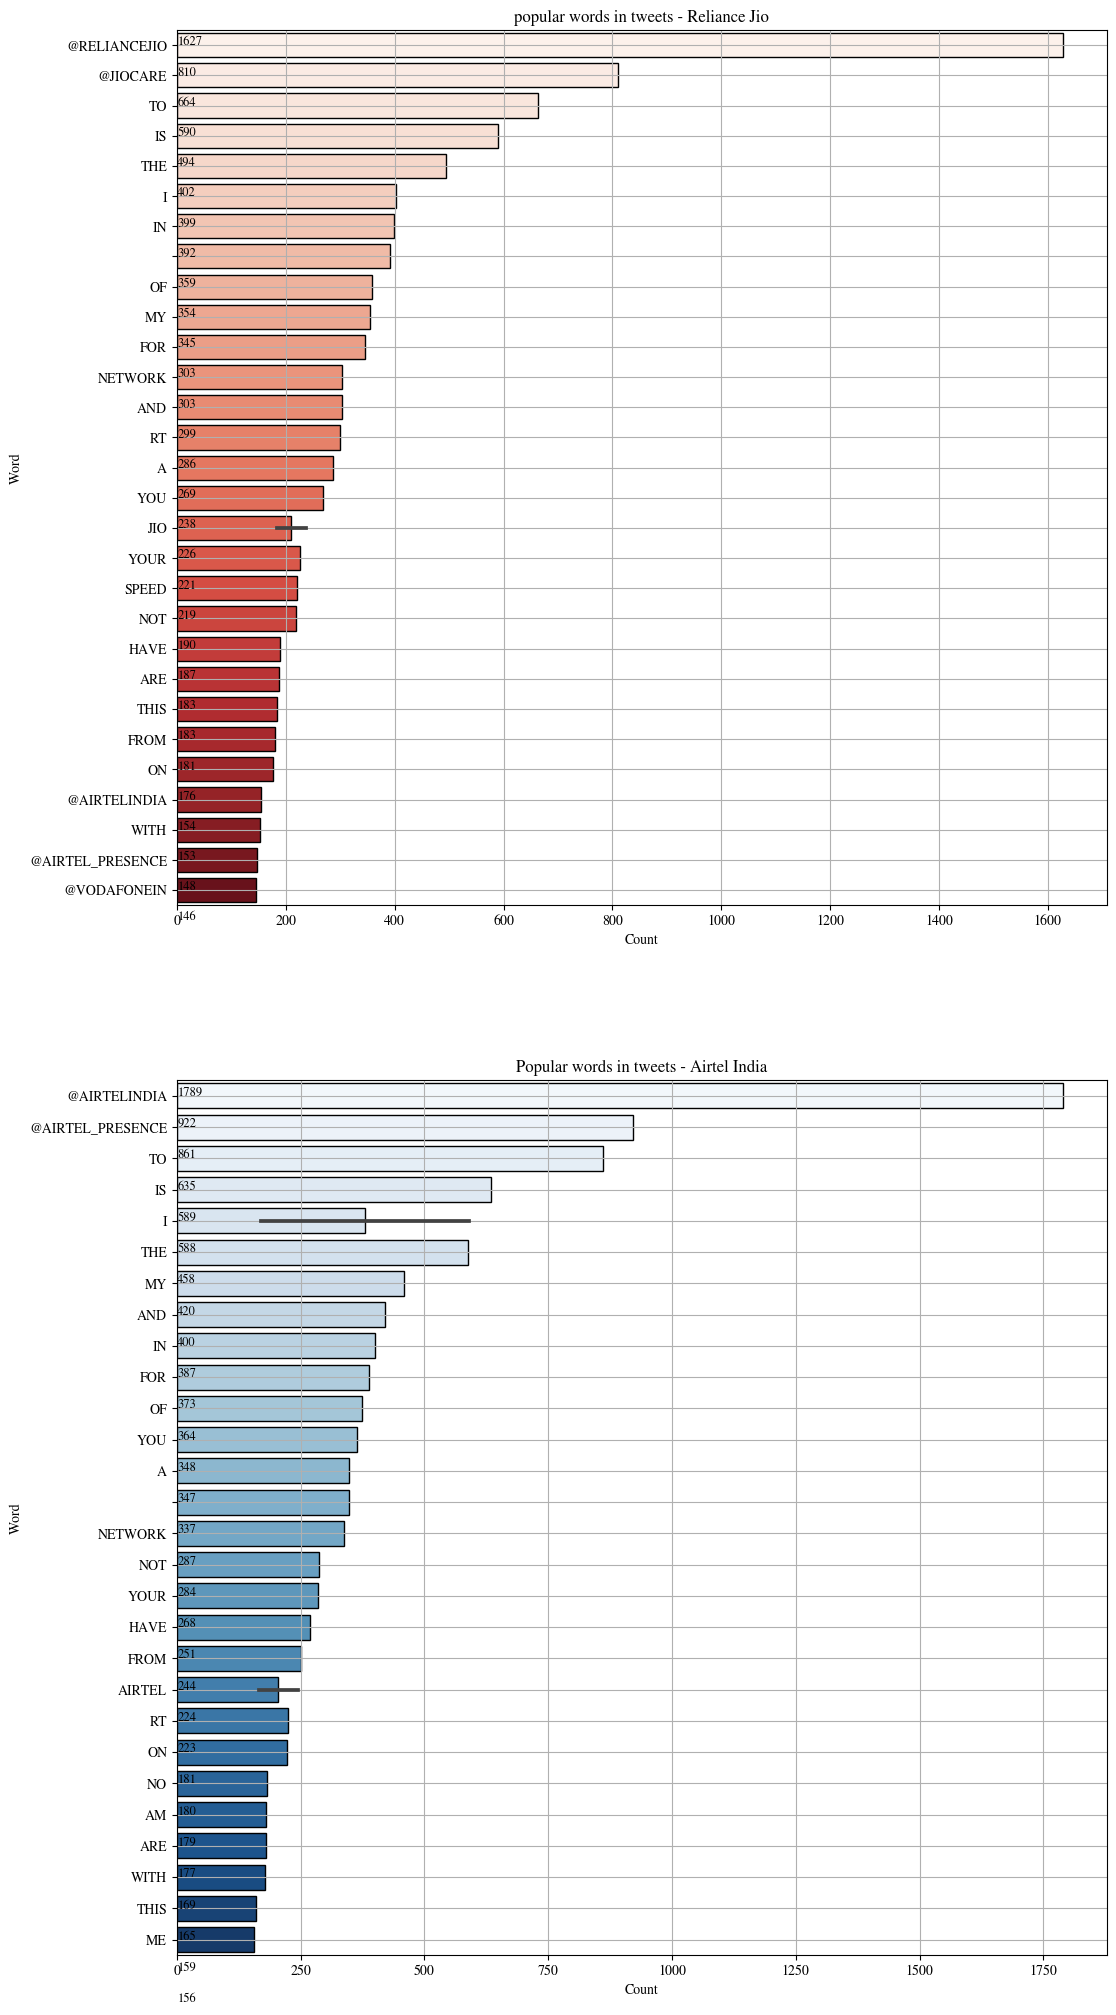 popular words in tweets - Reliance Jio
@RELIANCEJIO 1627
@JIOCARE 810
TO 664
IS 590
THE 494
I 402
IN 399
392
OF 359
MY 354
FOR 345
NETWORK 303
AND 303
RT 299
A 286
YOU 269
JIO 238
YOUR 226
SPEED 221
NOT 219
HAVE 190
ARE 187
THIS 183
FROM 183
ON 181
@AIRTELINDIA 176
WITH 154
@AIRTEL_PRESENCE 153
@VODAFONEIN 148
146
0 200 400 600 800 1000 1200 1400 1600
Count
Word
Popular words in tweets - Airtel India
@AIRTELINDIA 1789
@AIRTEL_PRESENCE 922
TO 861
IS 635
I 589
THE 588
MY 458
AND 420
IN 400
FOR 387
OF 373
YOU 364
A 348
347
NETWORK 337
NOT 287
YOUR 284
HAVE 268
FROM 251
AIRTEL 244
RT 224
ON 223
NO 181
AM 180
ARE 179
WITH 177
THIS 169
ME 165
159
0 250 500 750 1000 1250 1500 1750
Count
156
Word